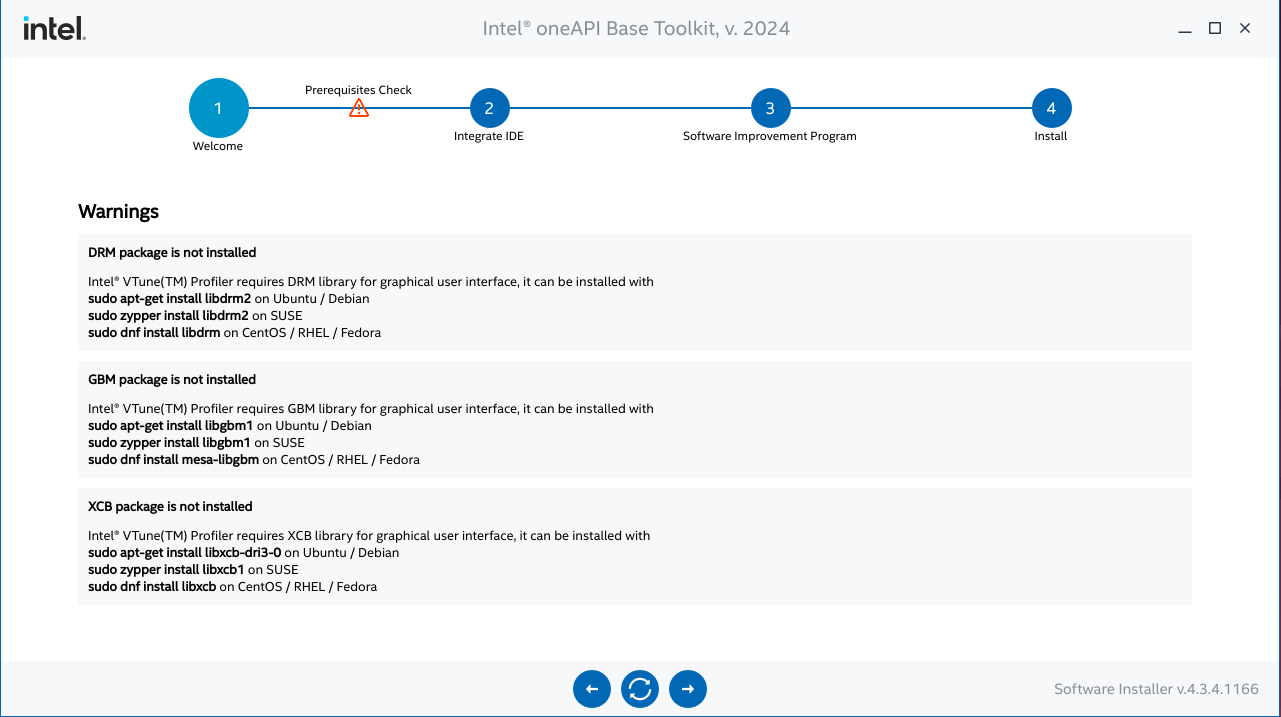 intel.
Intel® oneAPI Base Toolkit, v. 2024
Prerequisites Check
1
2
3
4
Welcome
Integrate IDE
Software Improvement Program
Install
Warnings
DRM package is not installed
Intel® VTune(TM) Profiler requires DRM library for graphical user interface, it can be installed with
sudo apt-get install libdrm2 on Ubuntu / Debian
sudo zypper install libdrm2 on SUSE
sudo dnf install libdrm on CentOS / RHEL / Fedora
GBM package is not installed
Intel® VTune(TM) Profiler requires GBM library for graphical user interface, it can be installed with
sudo apt-get install libgbm1 on Ubuntu / Debian
sudo zypper install libgbm1 on SUSE
sudo dnf install mesa-libgbm on CentOS / RHEL / Fedora
XCB package is not installed
Intel® VTune(TM) Profiler requires XCB library for graphical user interface, it can be installed with
sudo apt-get install libxcb-dri3-0 on Ubuntu / Debian
sudo zypper install libxcb1 on SUSE
sudo dnf install libxcb on CentOS / RHEL / Fedora
Software Installer v.4.3.4.1166